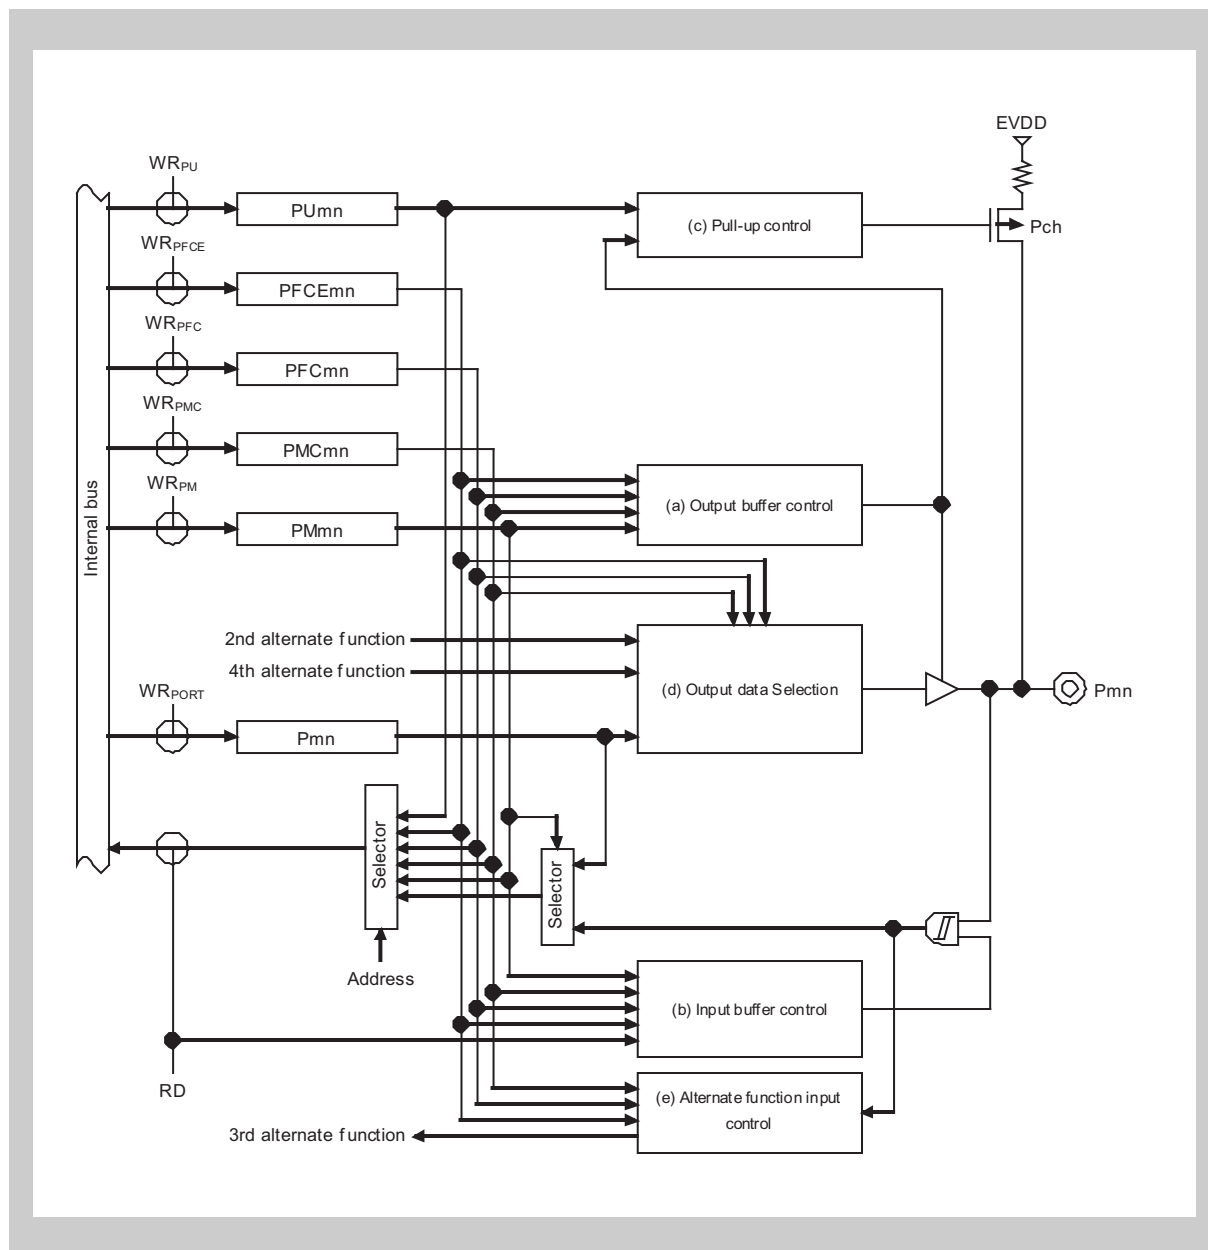 EVDD
WRPU
PUmn
(c) Pull-up control
Pch
WRPFCE
PFCEmn
WRPFC
PFCmn
WRPMC
PMCmn
WRPM
PMmn
(a) Output buffer control
Internal bus
2nd alternate function
4th alternate function
(d) Output data Selection
WRPORT
Pmn
Pmn
Selector
Selector
Address
(b) Input buffer control
RD
(e) Alternate function input
control
3rd alternate function